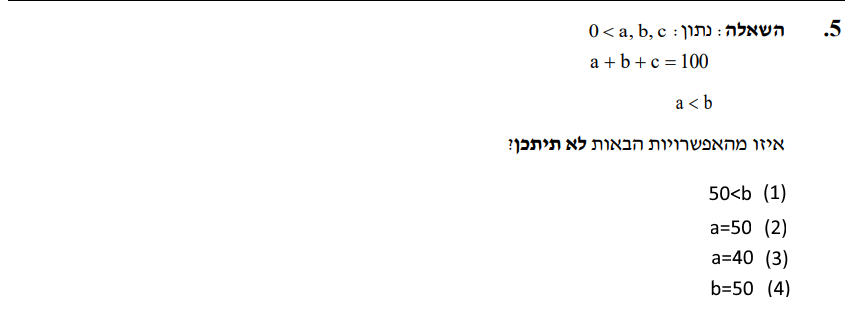 5. השאלה: נתון: 0 < a, b, c
a + b + c = 100
a < b
איזו מהאפשרויות הבאות לא תיתכן?
(1) 50<b
(2) a=50
(3) a=40
(4) b=50